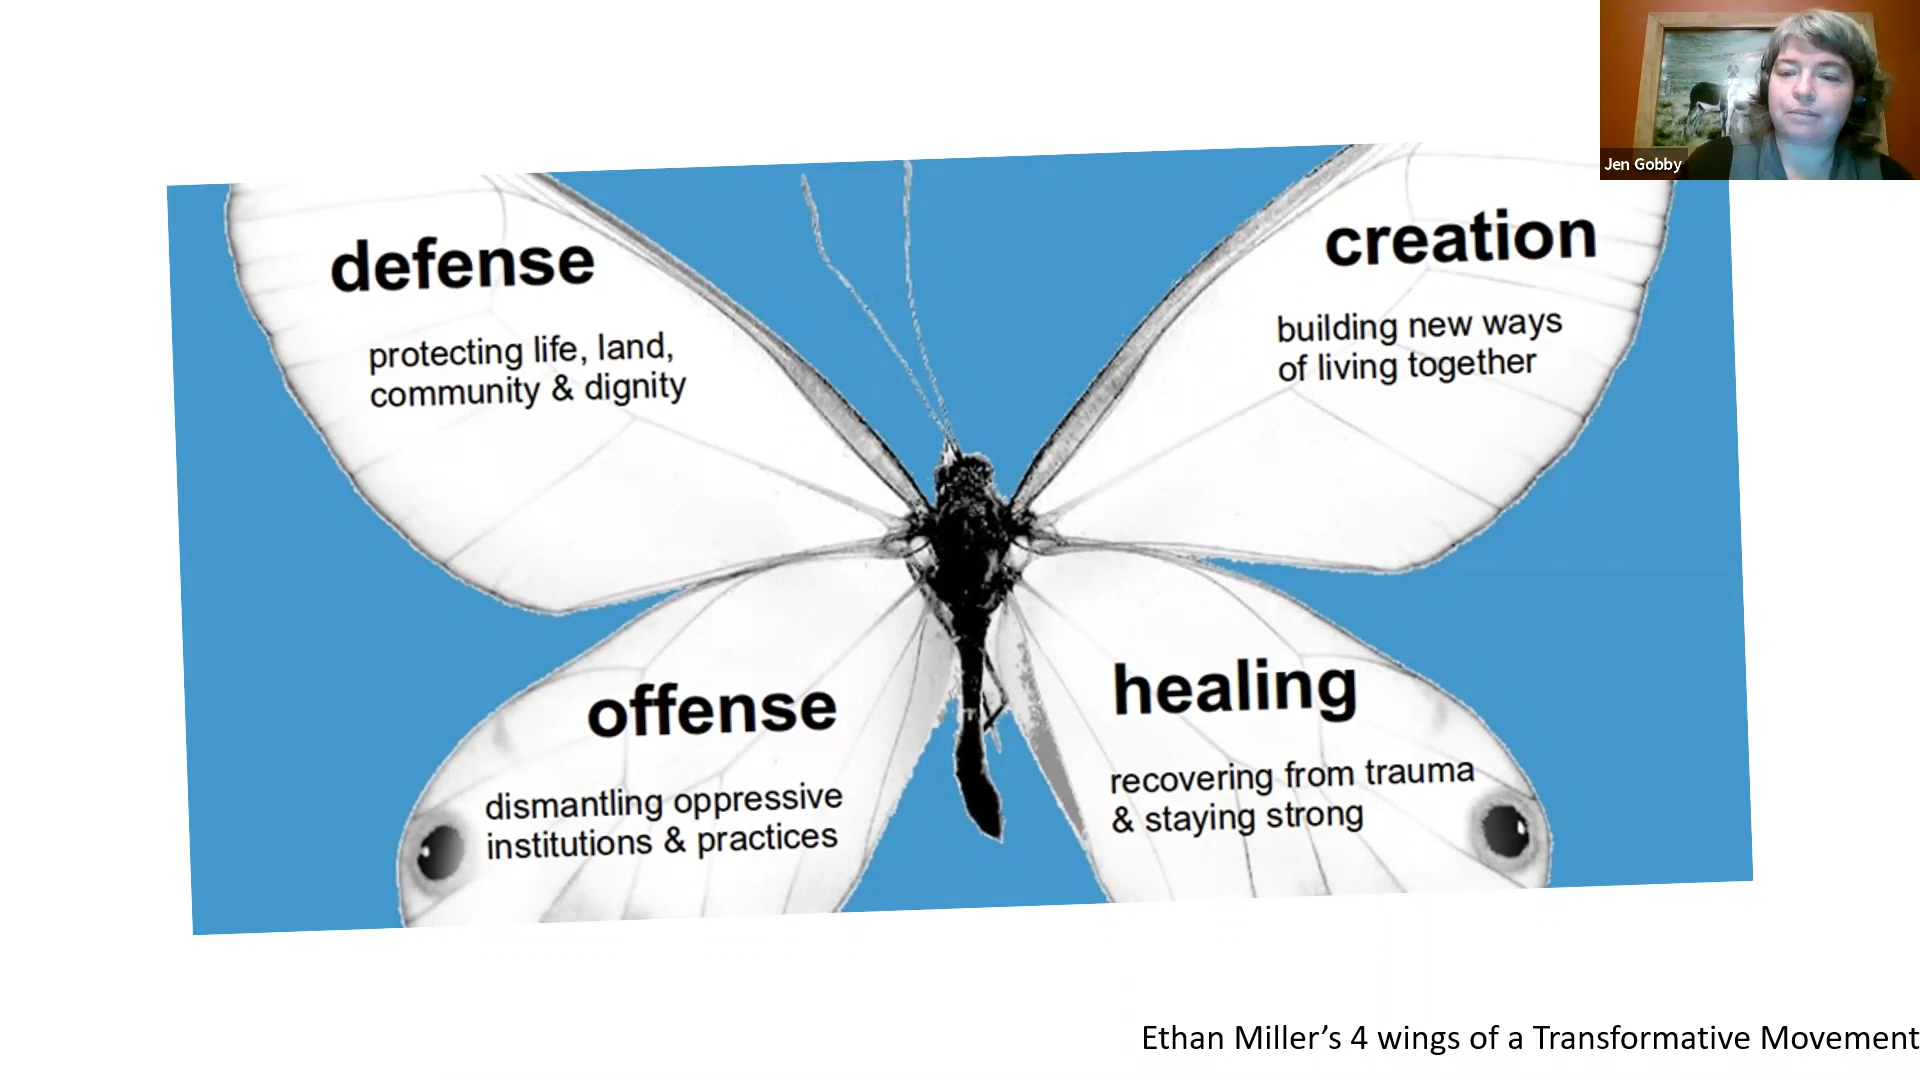 Jen Gobby
defense
protecting life, land,
community & dignity
creation
building new ways
of living together
offense
dismantling oppressive
institutions & practices
healing
recovering from trauma
& staying strong
Ethan Miller’s 4 wings of a Transformative Movement